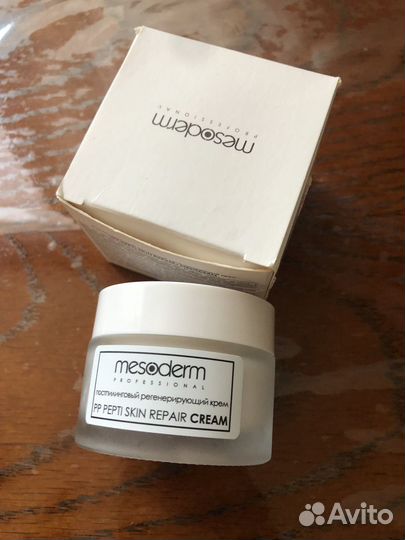 mesoderm
PROFESSIONAL
mesoderm
PROFESSIONAL
постпилинговый регенерирующий крем
PP PEPTI SKIN REPAIR CREAM
Avito